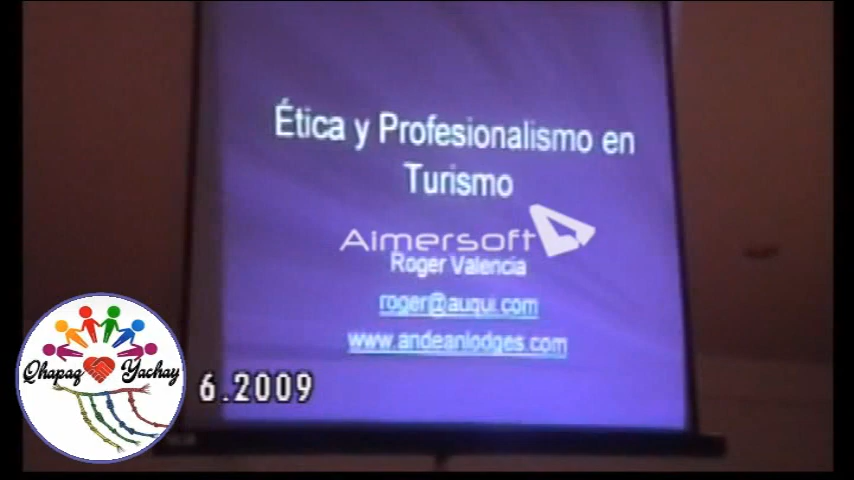 Ética y Profesionalismo en
Turismo
Aimersoft
Roger Valencia
roger@auqui.com
www.andeanlodges.com
Qhapaq Yachay
6.2009